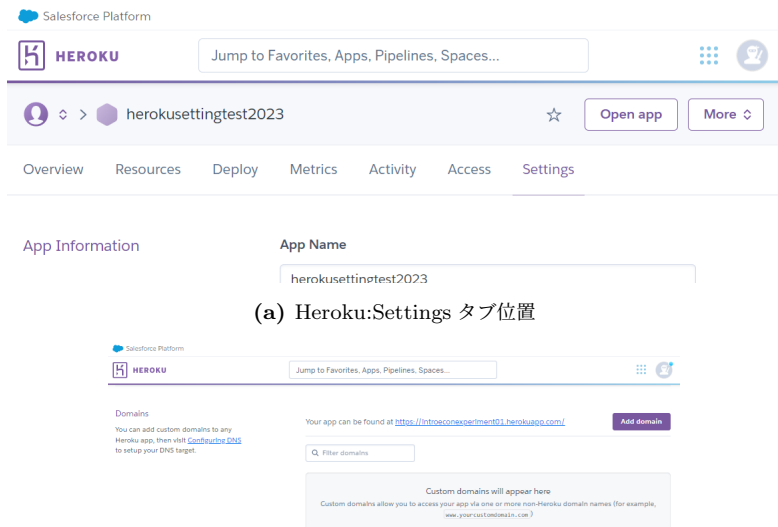 Salesforce Platform
HEROKU
Jump to Favorites, Apps, Pipelines, Spaces...
herokusettingtest2023
Open app
More
Overview Resources Deploy Metrics Activity Access Settings
App Information
App Name
herokusettingtest2023
(a) Heroku:Settings タブ位置
Salesforce Platform
HEROKU
Jump to Favorites, Apps, Pipelines, Spaces...
Domains
You can add custom domains to any
Heroku app, then visit Configuring DNS
to setup your DNS target.
Your app can be found at https://introeconexperiment01.herokuapp.com/
Add domain
Filter domains
Custom domains will appear here
Custom domains allow you to access your app via one or more non-Heroku domain names (for example,
www.yourcustomdomain.com )